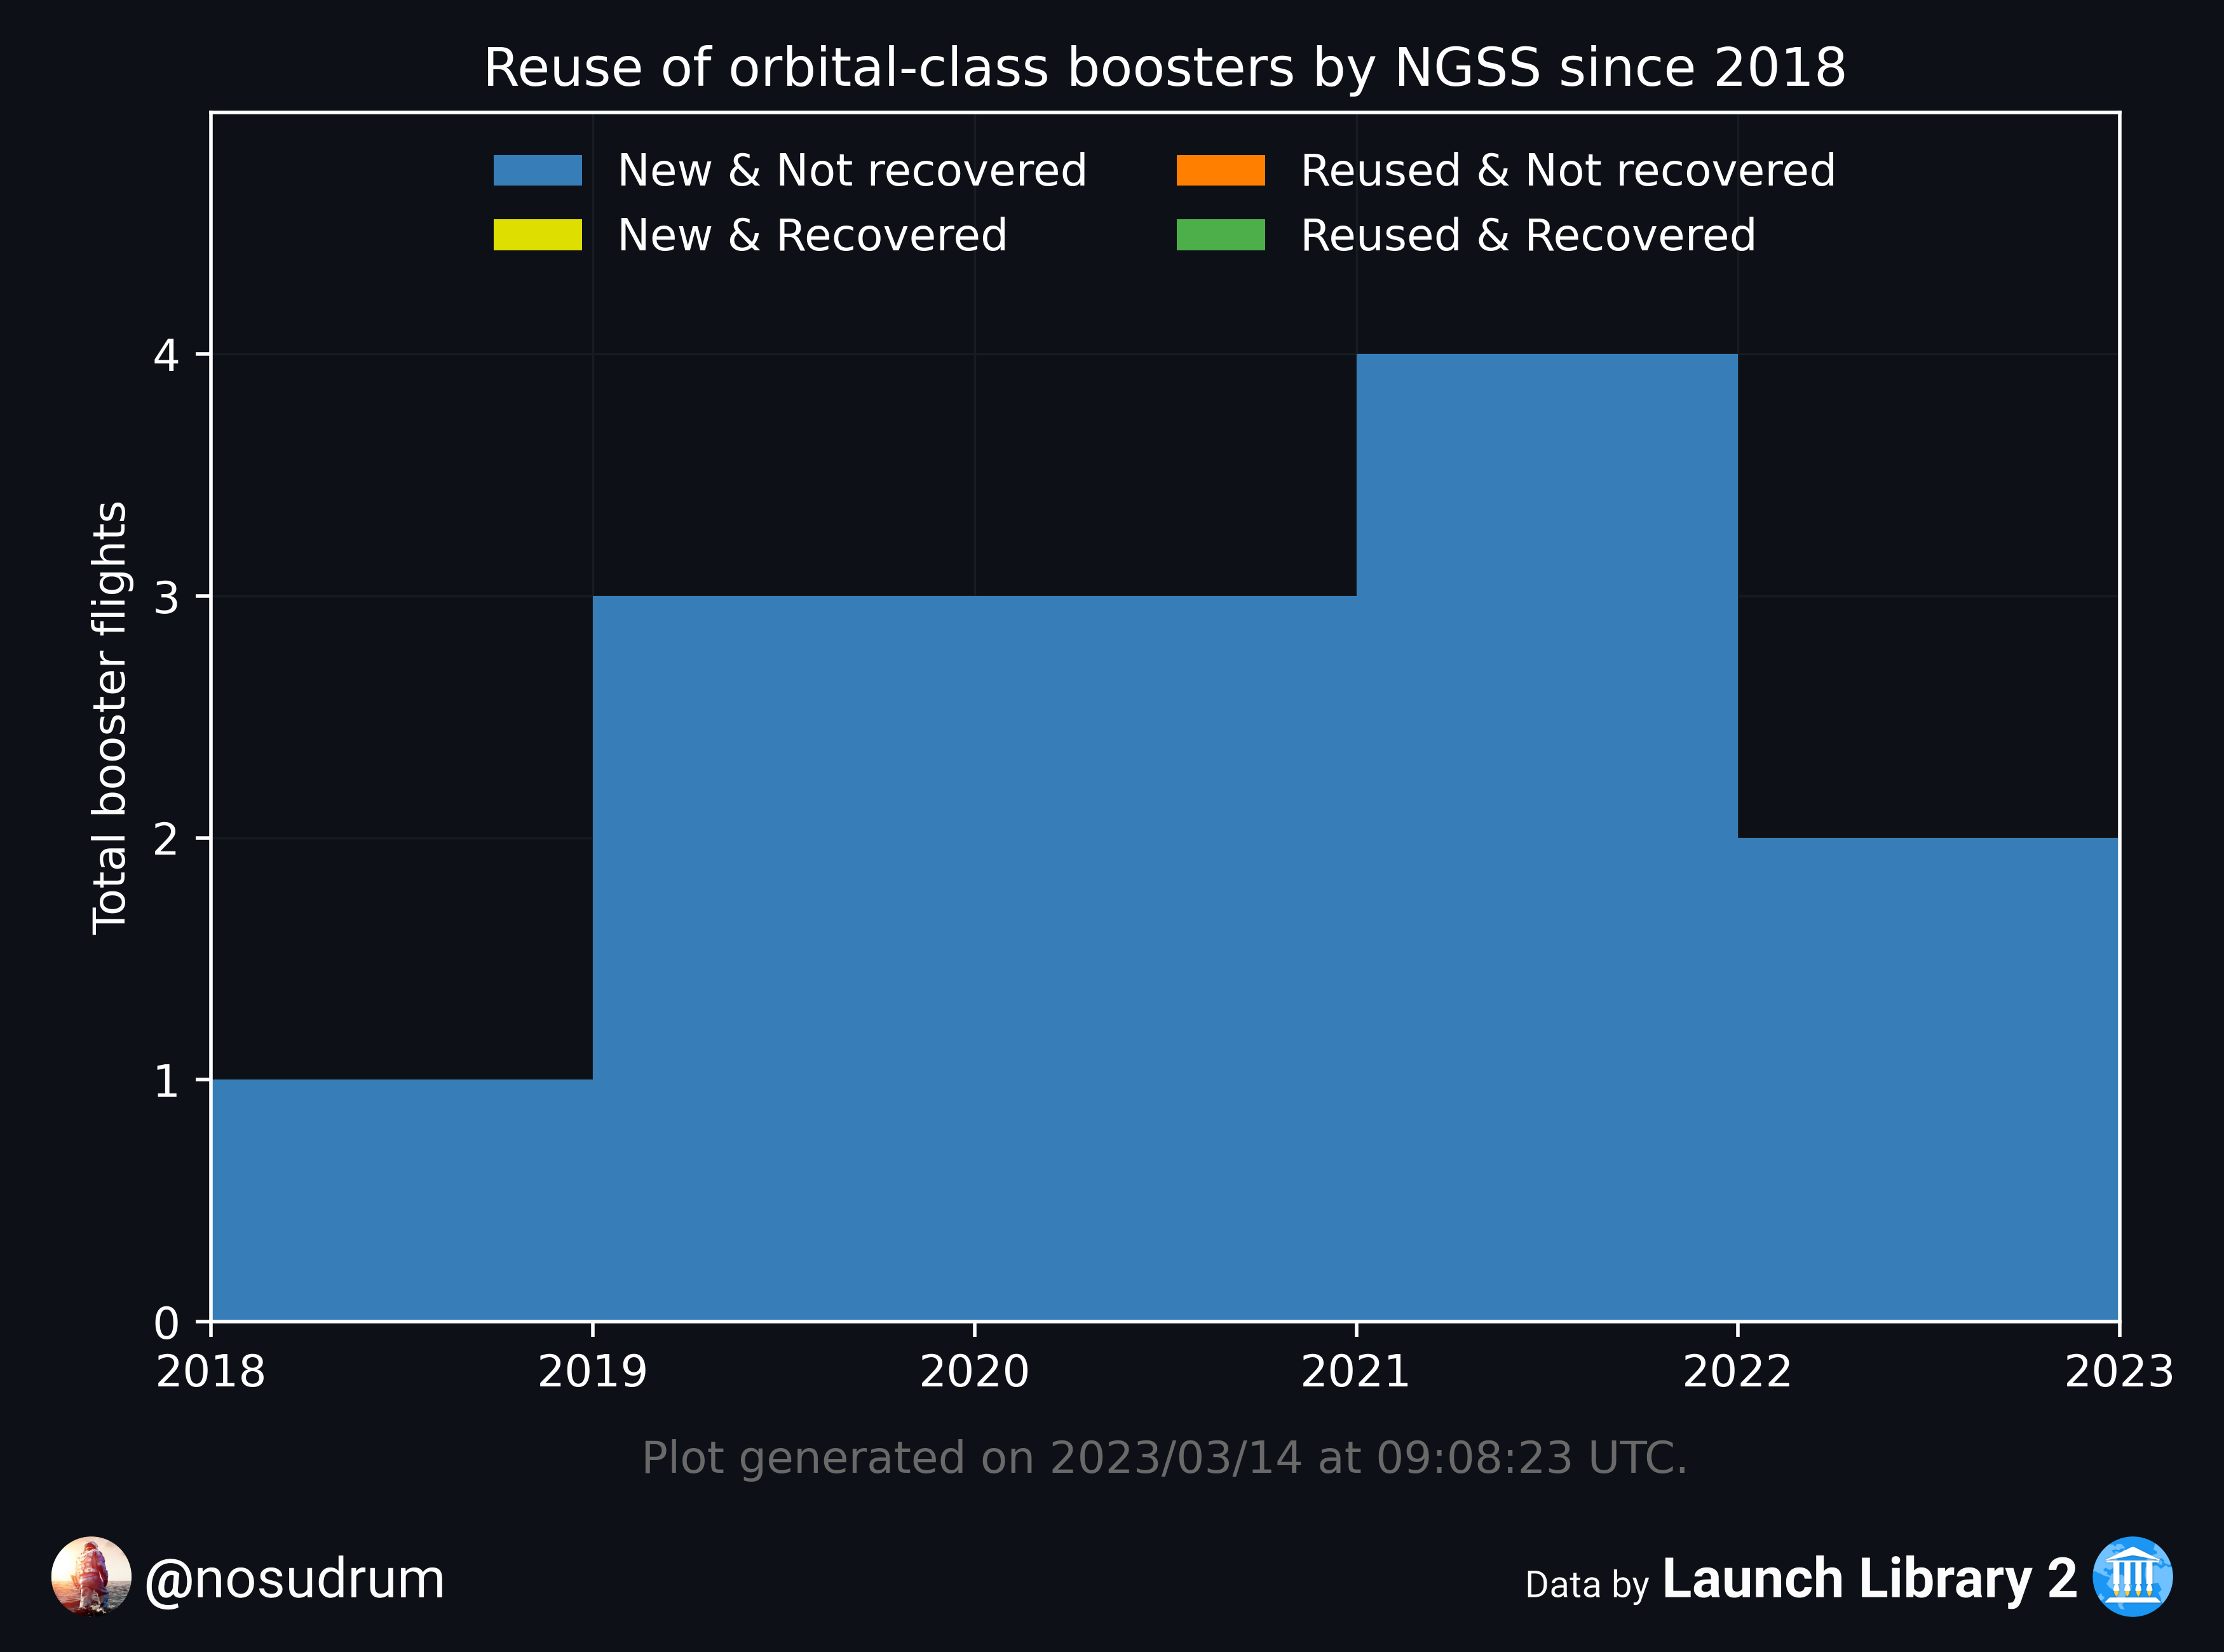 Reuse of orbital-class boosters by NGSS since 2018
New & Not recovered
New & Recovered
Reused & Not recovered
Reused & Recovered
Total booster flights
4
3
2
1
0
2018 2019 2020 2021 2022 2023
Plot generated on 2023/03/14 at 09:08:23 UTC.
@nosudrum
Data by Launch Library 2